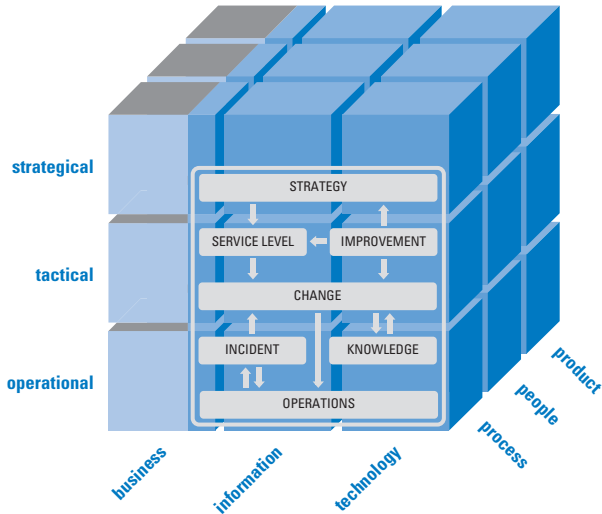 strategical
STRATEGY
SERVICE LEVEL
IMPROVEMENT
tactical
CHANGE
INCIDENT
KNOWLEDGE
operational
OPERATIONS
product
people
process
business
information
technology